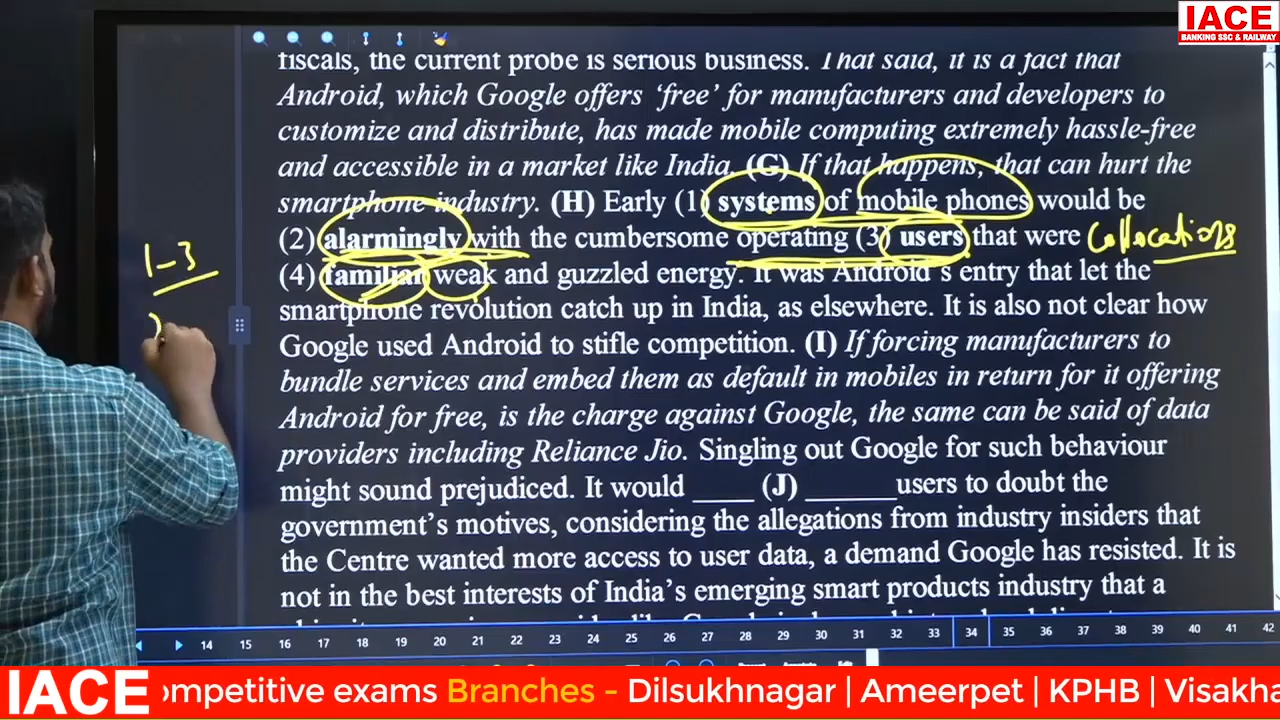 IACE
BANKING SSC & RAILWAY
fiscals, the current probe is serious business. That said, it is a fact that
Android, which Google offers ‘free’ for manufacturers and developers to
customize and distribute, has made mobile computing extremely hassle-free
and accessible in a market like India. (G) If that happens, that can hurt the
smartphone industry. (H) Early (1) systems of mobile phones would be
(2) alarmingly with the cumbersome operating (3) users that were collocations
(4) familiar weak and guzzled energy. It was Android’s entry that let the
1-3
smartphone revolution catch up in India, as elsewhere. It is also not clear how
Google used Android to stifle competition. (I) If forcing manufacturers to
bundle services and embed them as default in mobiles in return for it offering
Android for free, is the charge against Google, the same can be said of data
providers including Reliance Jio. Singling out Google for such behaviour
might sound prejudiced. It would ____ (J) ______users to doubt the
government’s motives, considering the allegations from industry insiders that
the Centre wanted more access to user data, a demand Google has resisted. It is
not in the best interests of India’s emerging smart products industry that a
14 15 16 17 18 19 20 21 22 23 24 25 26 27 28 29 30 31 32 33 34 35 36 37 38 39 40 41 42
IACE ompetitive exams Branches - Dilsukhnagar | Ameerpet | KPHB | Visakha